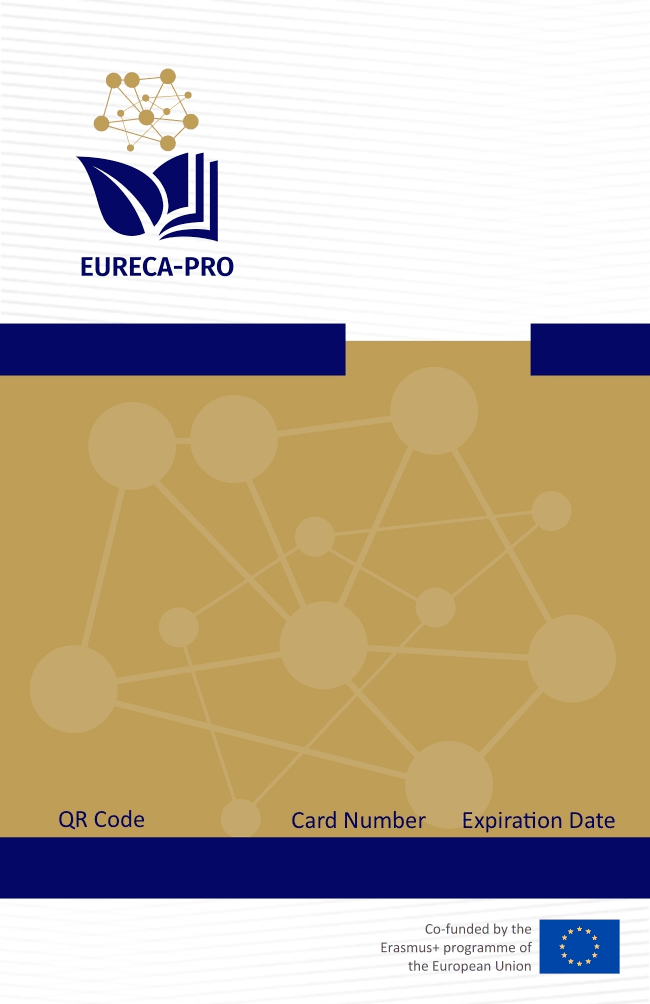 EURECA-PRO
QR Code
Card Number
Expiration Date
Co-funded by the
Erasmus+ programme of
the European Union